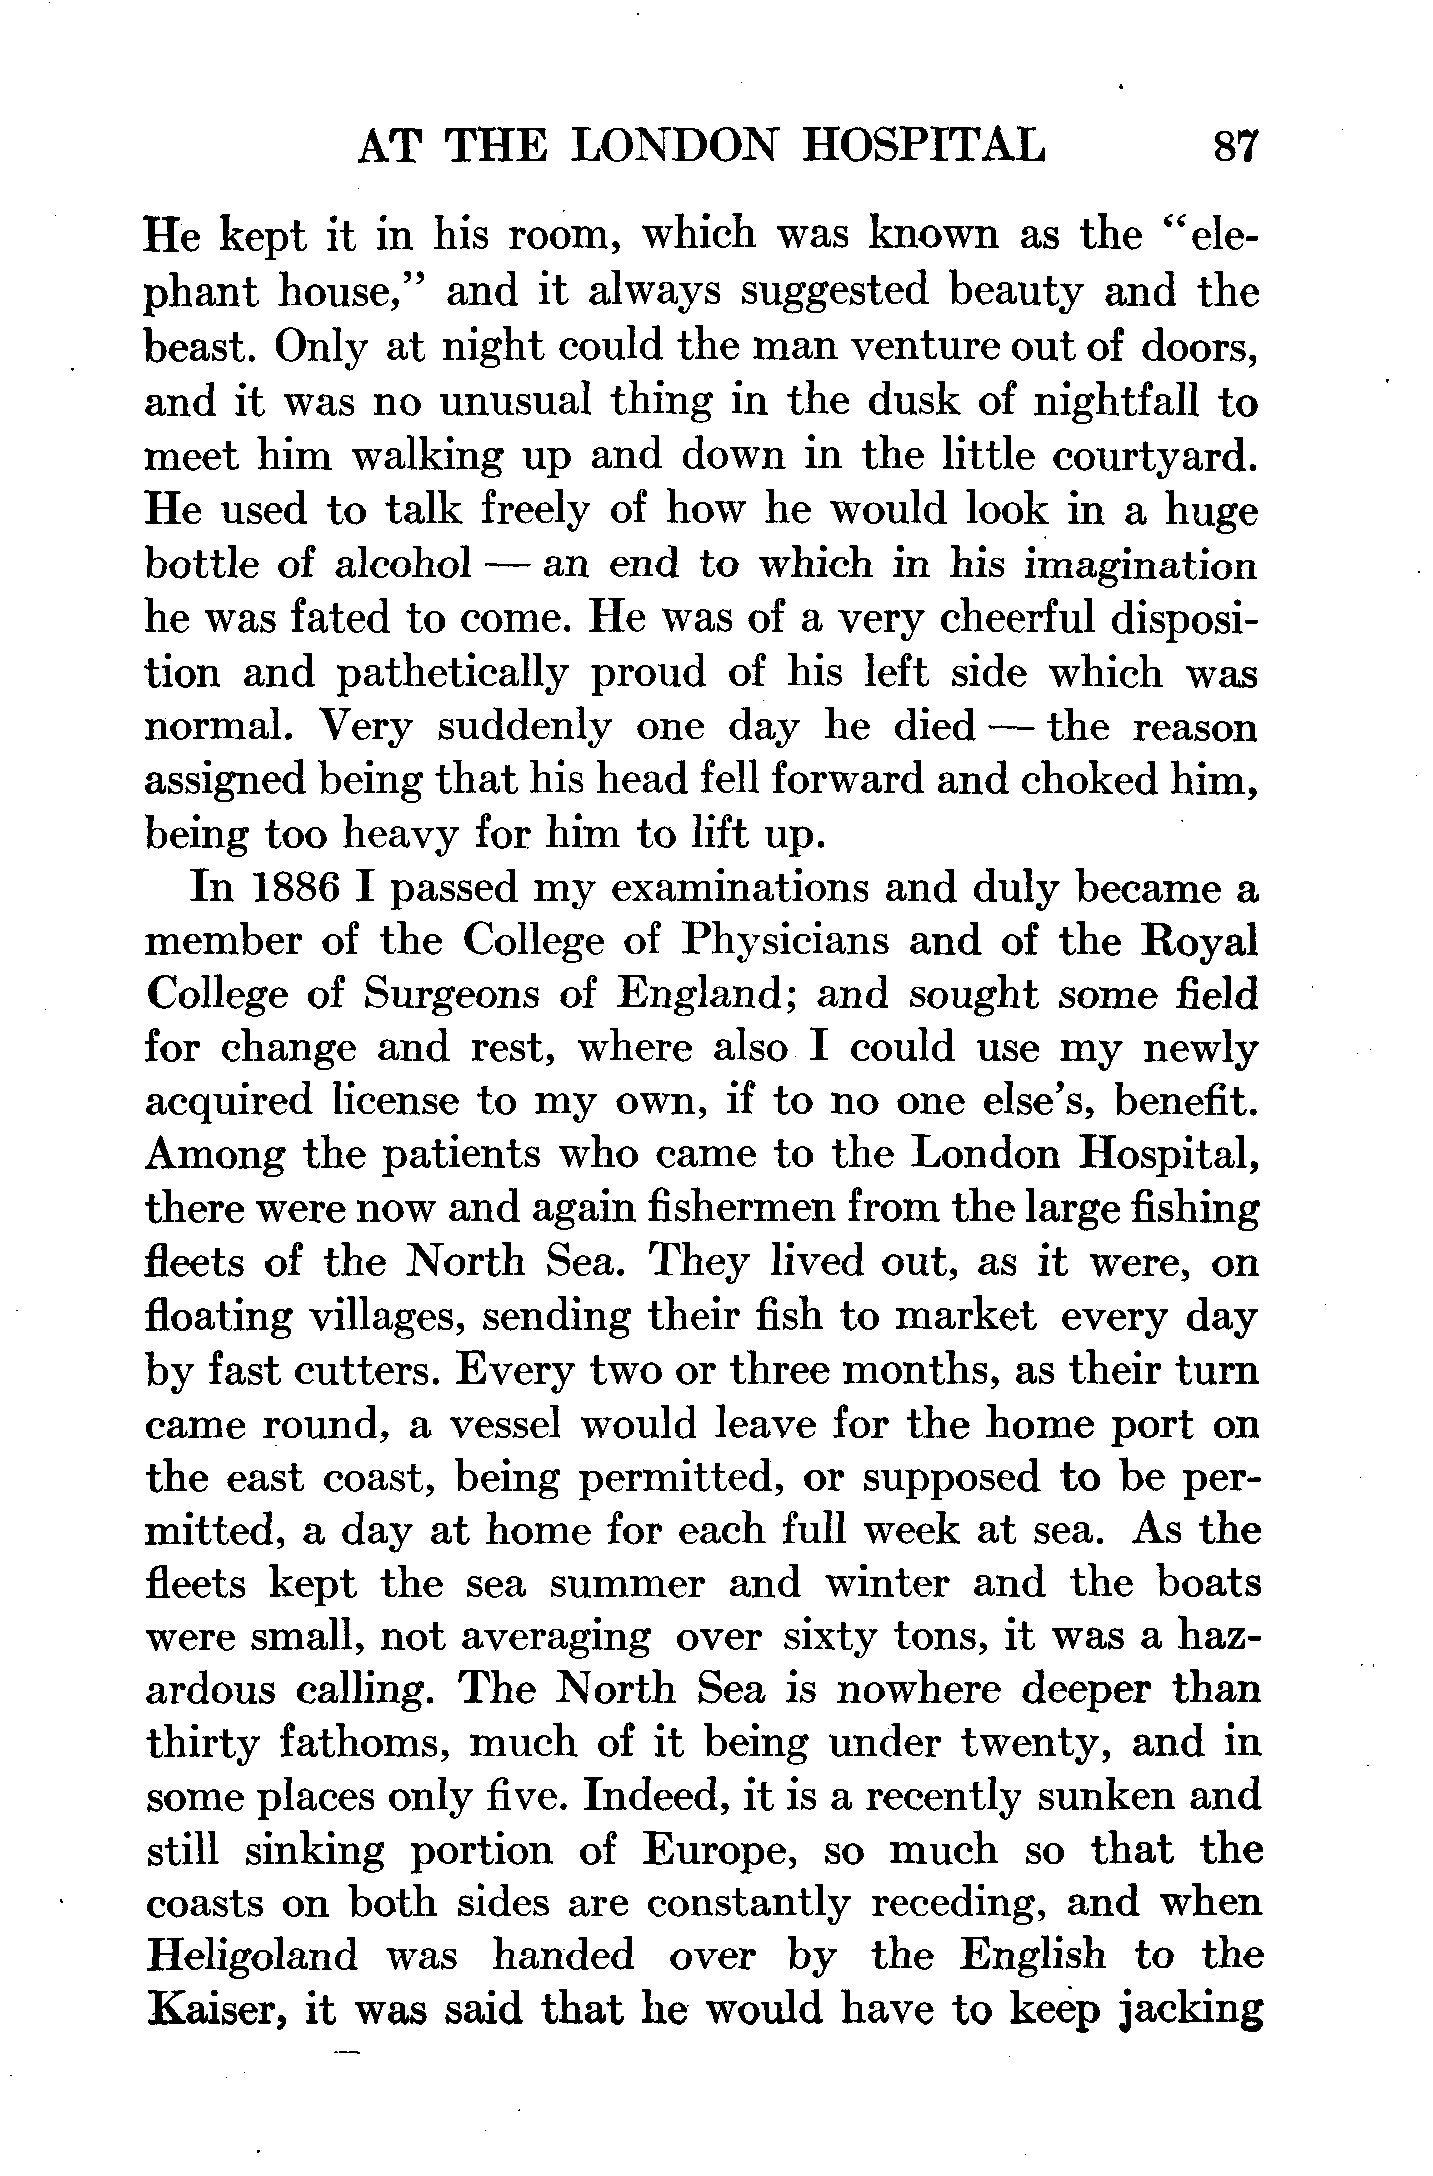 AT THE LONDON HOSPITAL 87
He kept it in his room, which was known as the “ele-
phant house,” and it always suggested beauty and the
beast. Only at night could the man venture out of doors,
and it was no unusual thing in the dusk of nightfall to
meet him walking up and down in the little courtyard.
He used to talk freely of how he would look in a huge
bottle of alcohol — an end to which in his imagination
he was fated to come. He was of a very cheerful disposi-
tion and pathetically proud of his left side which was
normal. Very suddenly one day he died — the reason
assigned being that his head fell forward and choked him,
being too heavy for him to lift up.
In 1886 I passed my examinations and duly became a
member of the College of Physicians and of the Royal
College of Surgeons of England; and sought some field
for change and rest, where also I could use my newly
acquired license to my own, if to no one else’s, benefit.
Among the patients who came to the London Hospital,
there were now and again fishermen from the large fishing
fleets of the North Sea. They lived out, as it were, on
floating villages, sending their fish to market every day
by fast cutters. Every two or three months, as their turn
came round, a vessel would leave for the home port on
the east coast, being permitted, or supposed to be per-
mitted, a day at home for each full week at sea. As the
fleets kept the sea summer and winter and the boats
were small, not averaging over sixty tons, it was a haz-
ardous calling. The North Sea is nowhere deeper than
thirty fathoms, much of it being under twenty, and in
some places only five. Indeed, it is a recently sunken and
still sinking portion of Europe, so much so that the
coasts on both sides are constantly receding, and when
Heligoland was handed over by the English to the
Kaiser, it was said that he would have to keep jacking